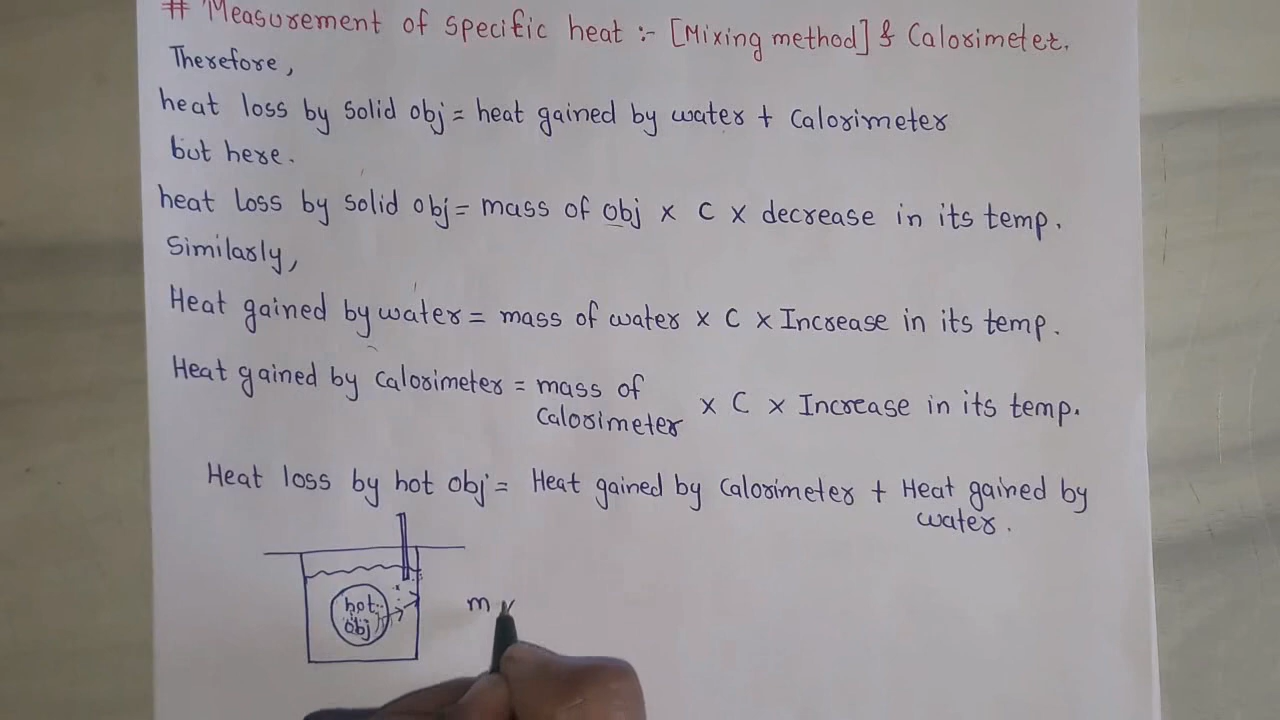 # Measurement of specific heat :- [Mixing method] & Calorimeter.
Therefore,
heat loss by solid obj = heat gained by water + Calorimeter
but here.
heat loss by solid obj = mass of obj x C x decrease in its temp.
Similarly,
Heat gained by water = mass of water x C x Increase in its temp.
Heat gained by Calorimeter = mass of Calorimeter x C x Increase in its temp.
Heat loss by hot obj = Heat gained by Calorimeter + Heat gained by
water.
hot
obj
m x